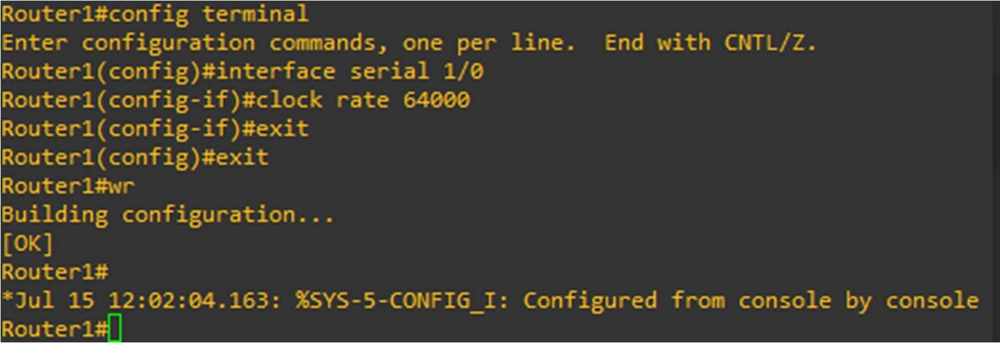 Router1#config terminal
Enter configuration commands, one per line.  End with CNTL/Z.
Router1(config)#interface serial 1/0
Router1(config-if)#clock rate 64000
Router1(config-if)#exit
Router1(config)#exit
Router1#wr
Building configuration...
[OK]
Router1#
*Jul 15 12:02:04.163: %SYS-5-CONFIG_I: Configured from console by console
Router1#